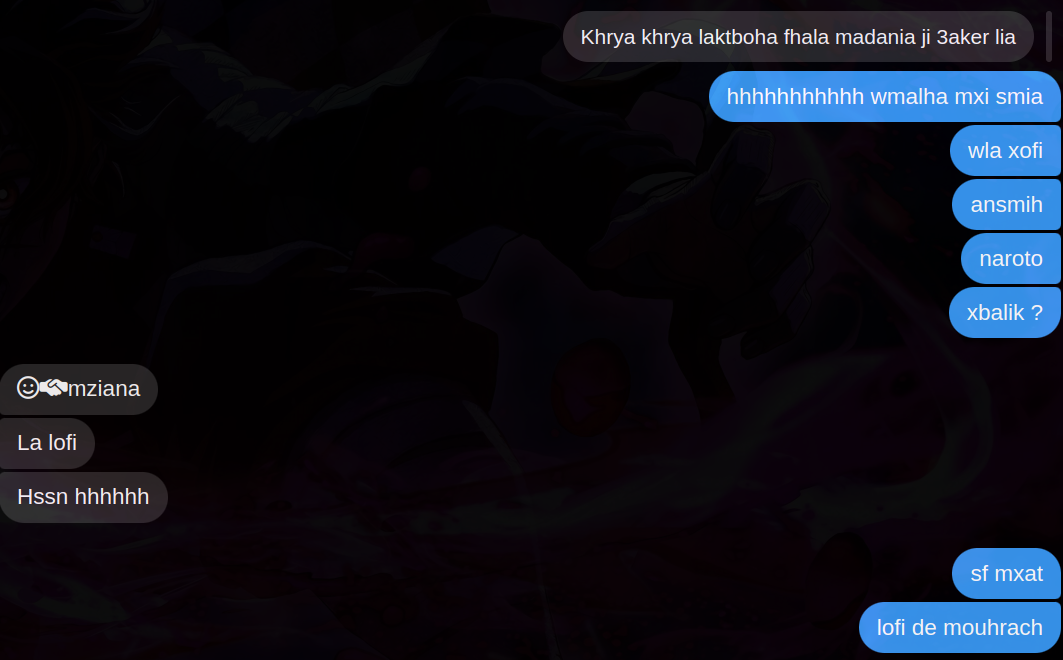 Khrya khrya laktboha fhala madania ji 3aker lia
hhhhhhhhhhh wmalha mxi smia
wla xofi
ansmih
naroto
xbalik ?
☺🤝mziana
La lofi
Hssn hhhhhh
sf mxat
lofi de mouhrach